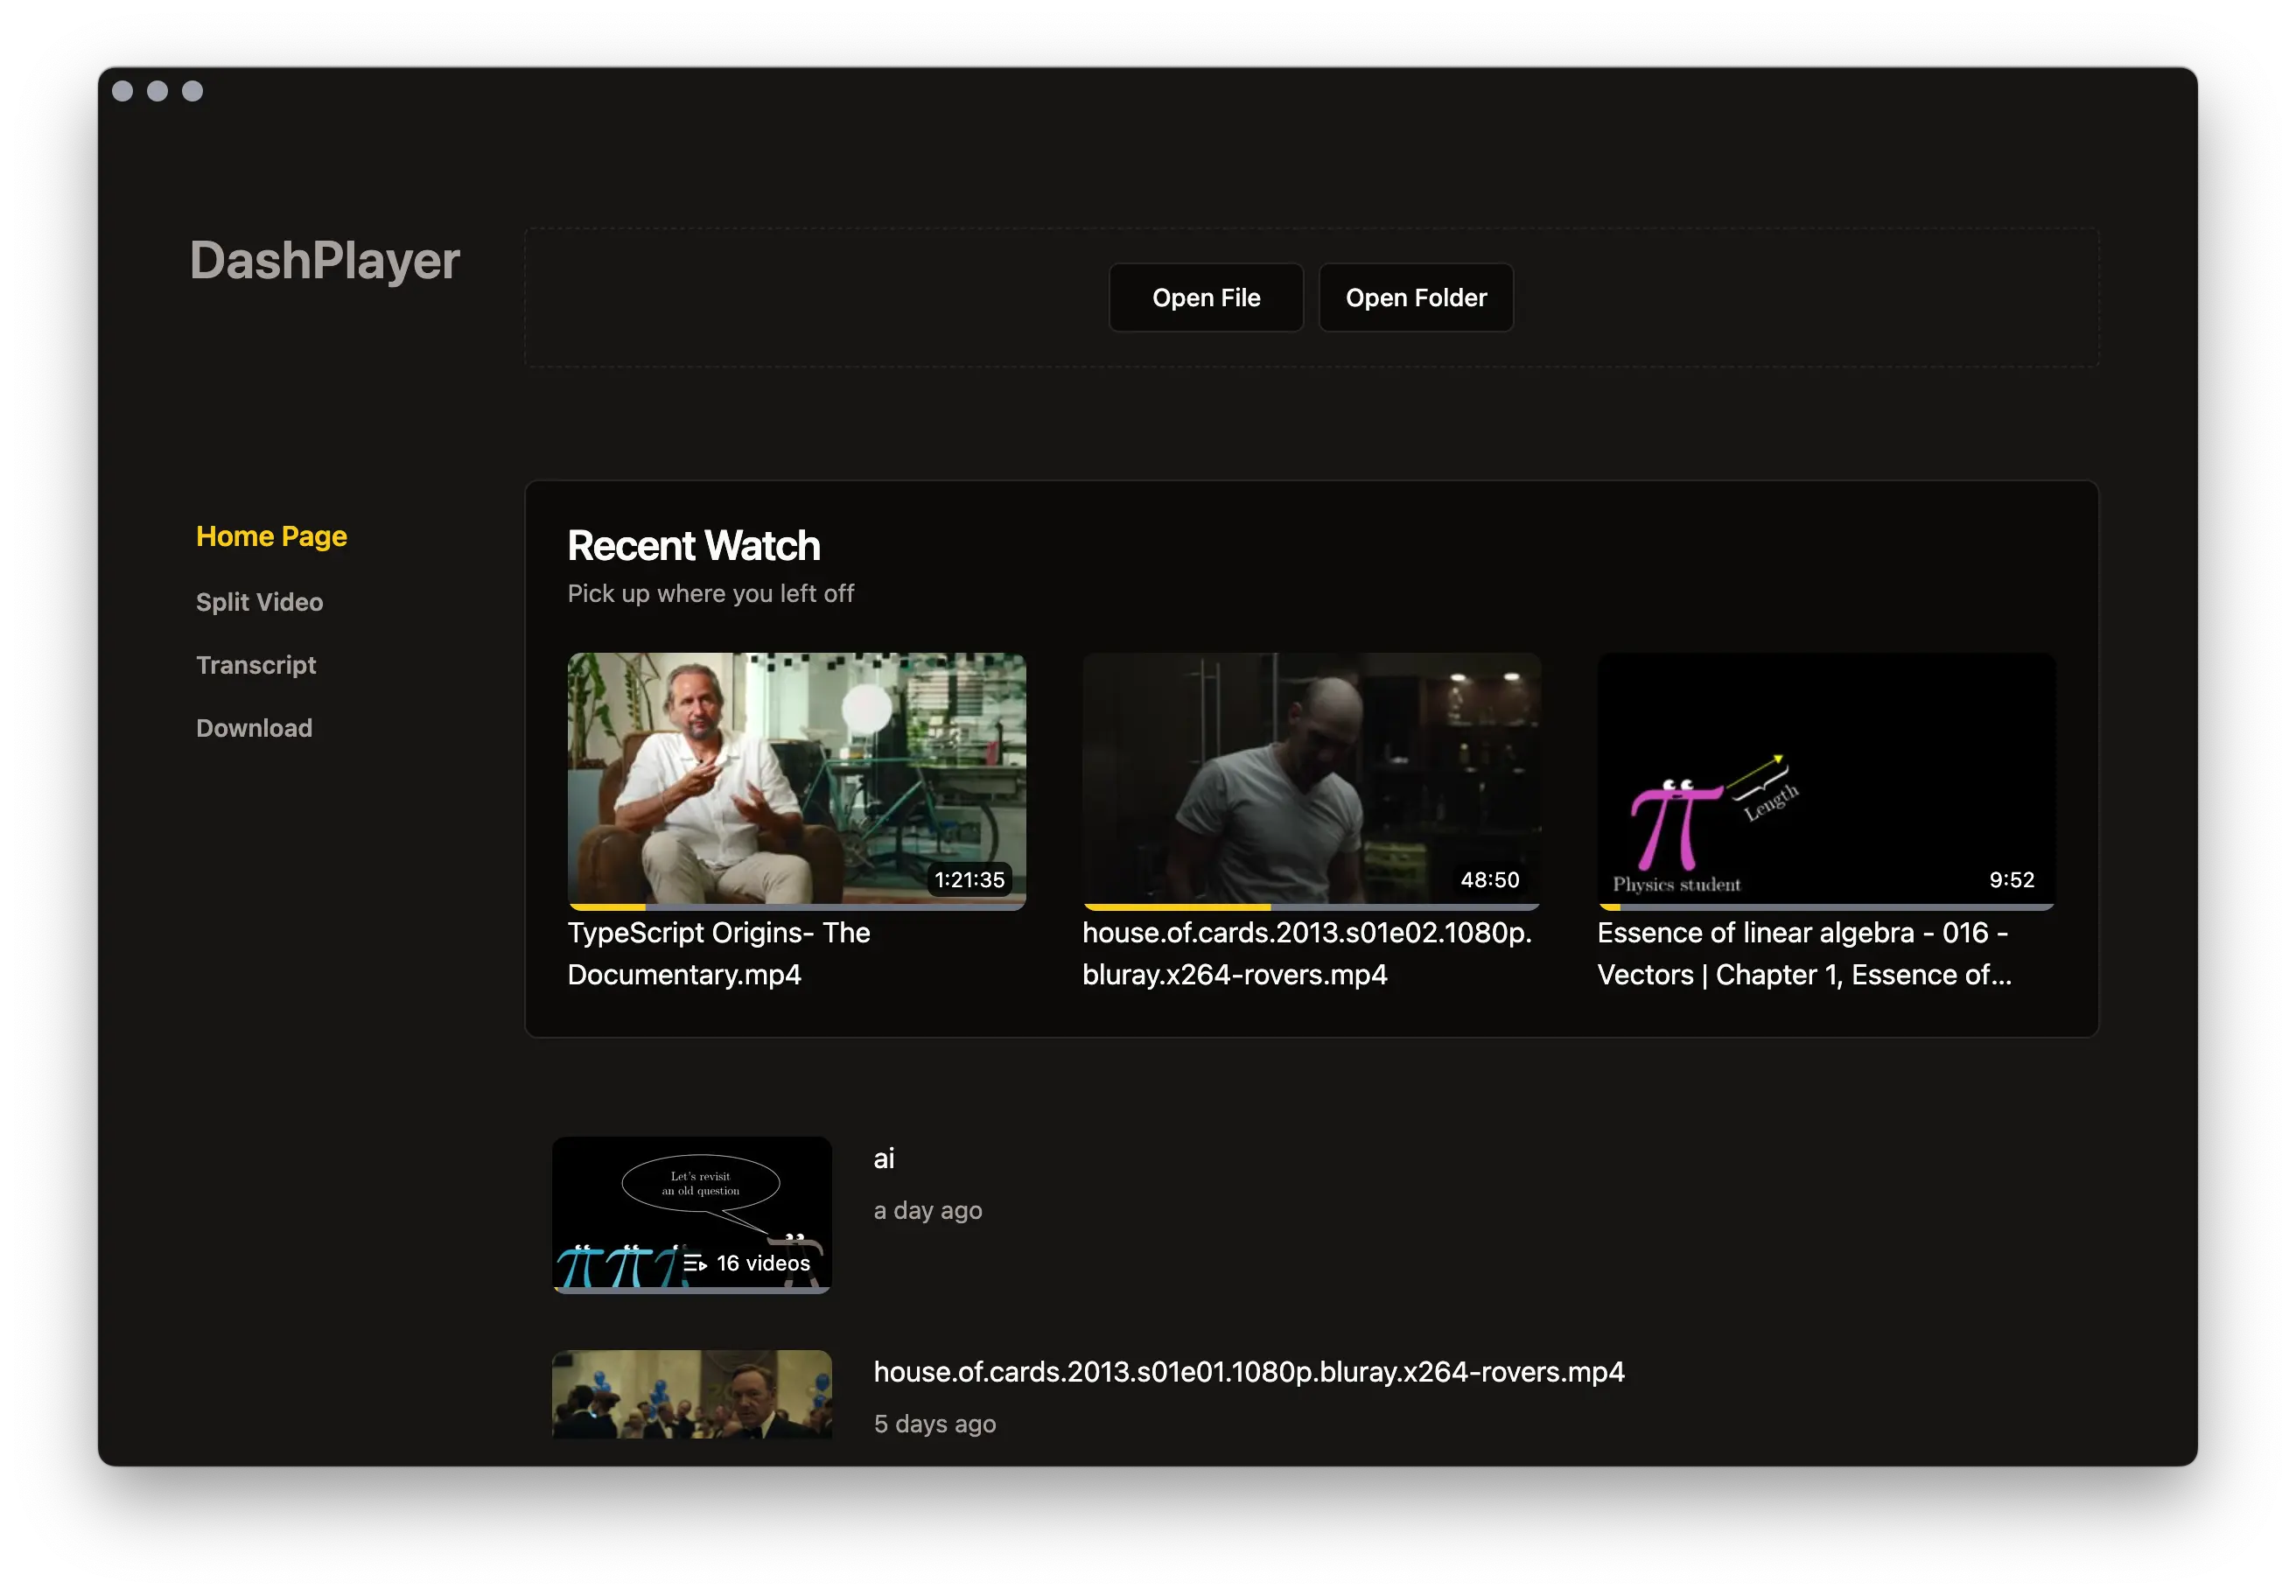 DashPlayer
Open File
Open Folder
Home Page
Split Video
Transcript
Download
Recent Watch
Pick up where you left off
1:21:35
TypeScript Origins- The
Documentary.mp4
48:50
house.of.cards.2013.s01e02.1080p.
bluray.x264-rovers.mp4
Length
Physics student
9:52
Essence of linear algebra - 016 -
Vectors | Chapter 1, Essence of...
Let's revisit
an old question
16 videos
ai
a day ago
house.of.cards.2013.s01e01.1080p.bluray.x264-rovers.mp4
5 days ago